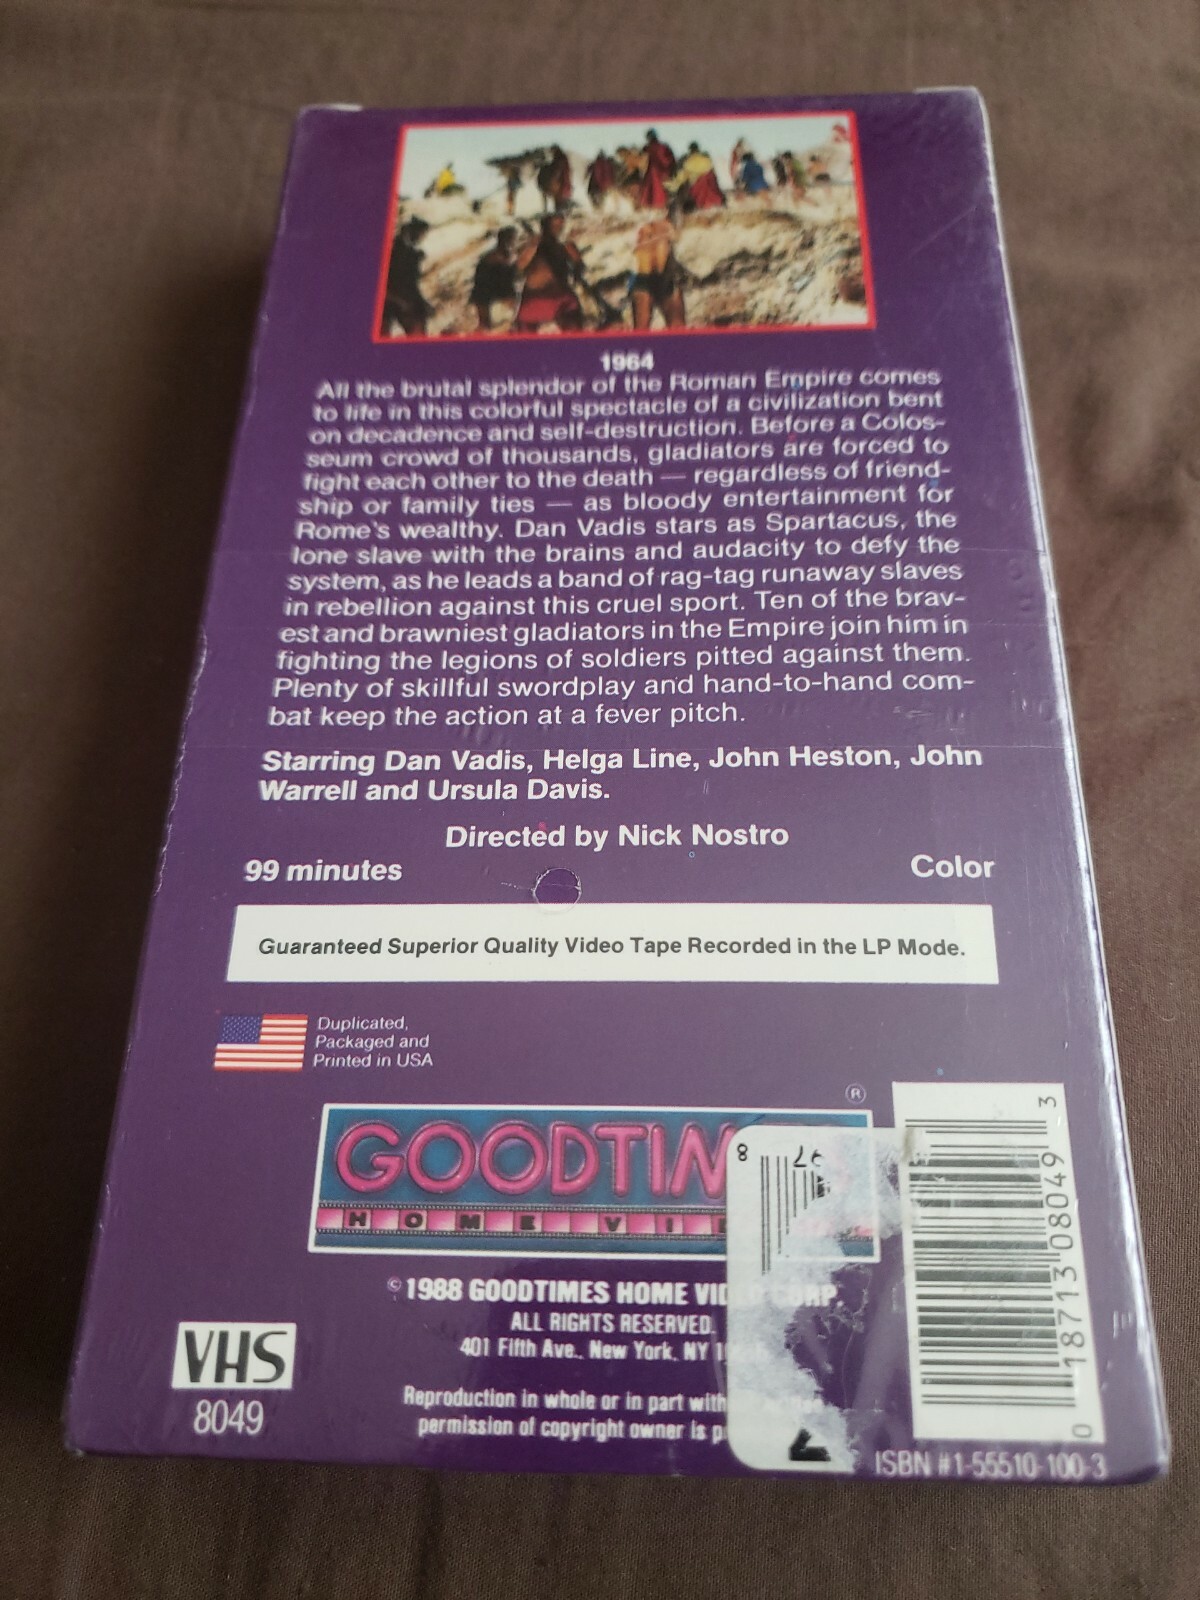 1964
All the brutal splendor of the Roman Empire comes
to life in this colorful spectacle of a civilization bent
on decadence and self-destruction. Before a Colos-
seum crowd of thousands, gladiators are forced to
fight each other to the death — regardless of friend-
ship or family ties — as bloody entertainment for
Rome's wealthy. Dan Vadis stars as Spartacus, the
lone slave with the brains and audacity to defy the
system, as he leads a band of rag-tag runaway slaves
in rebellion against this cruel sport. Ten of the brav-
est and brawniest gladiators in the Empire join him in
fighting the legions of soldiers pitted against them.
Plenty of skillful swordplay and hand-to-hand com-
bat keep the action at a fever pitch.
Starring Dan Vadis, Helga Line, John Heston, John
Warrell and Ursula Davis.
Directed by Nick Nostro
99 minutes Color
Guaranteed Superior Quality Video Tape Recorded in the LP Mode.
Duplicated,
Packaged and
Printed in USA
®
GOODTIM
HOME VI
© 1988 GOODTIMES HOME VIDEO CORP.
ALL RIGHTS RESERVED.
401 Fifth Ave., New York, NY 1
Reproduction in whole or in part with
permission of copyright owner is p
VHS
8049
8
0 18713 08049 3
ISBN #1-55510-100-3